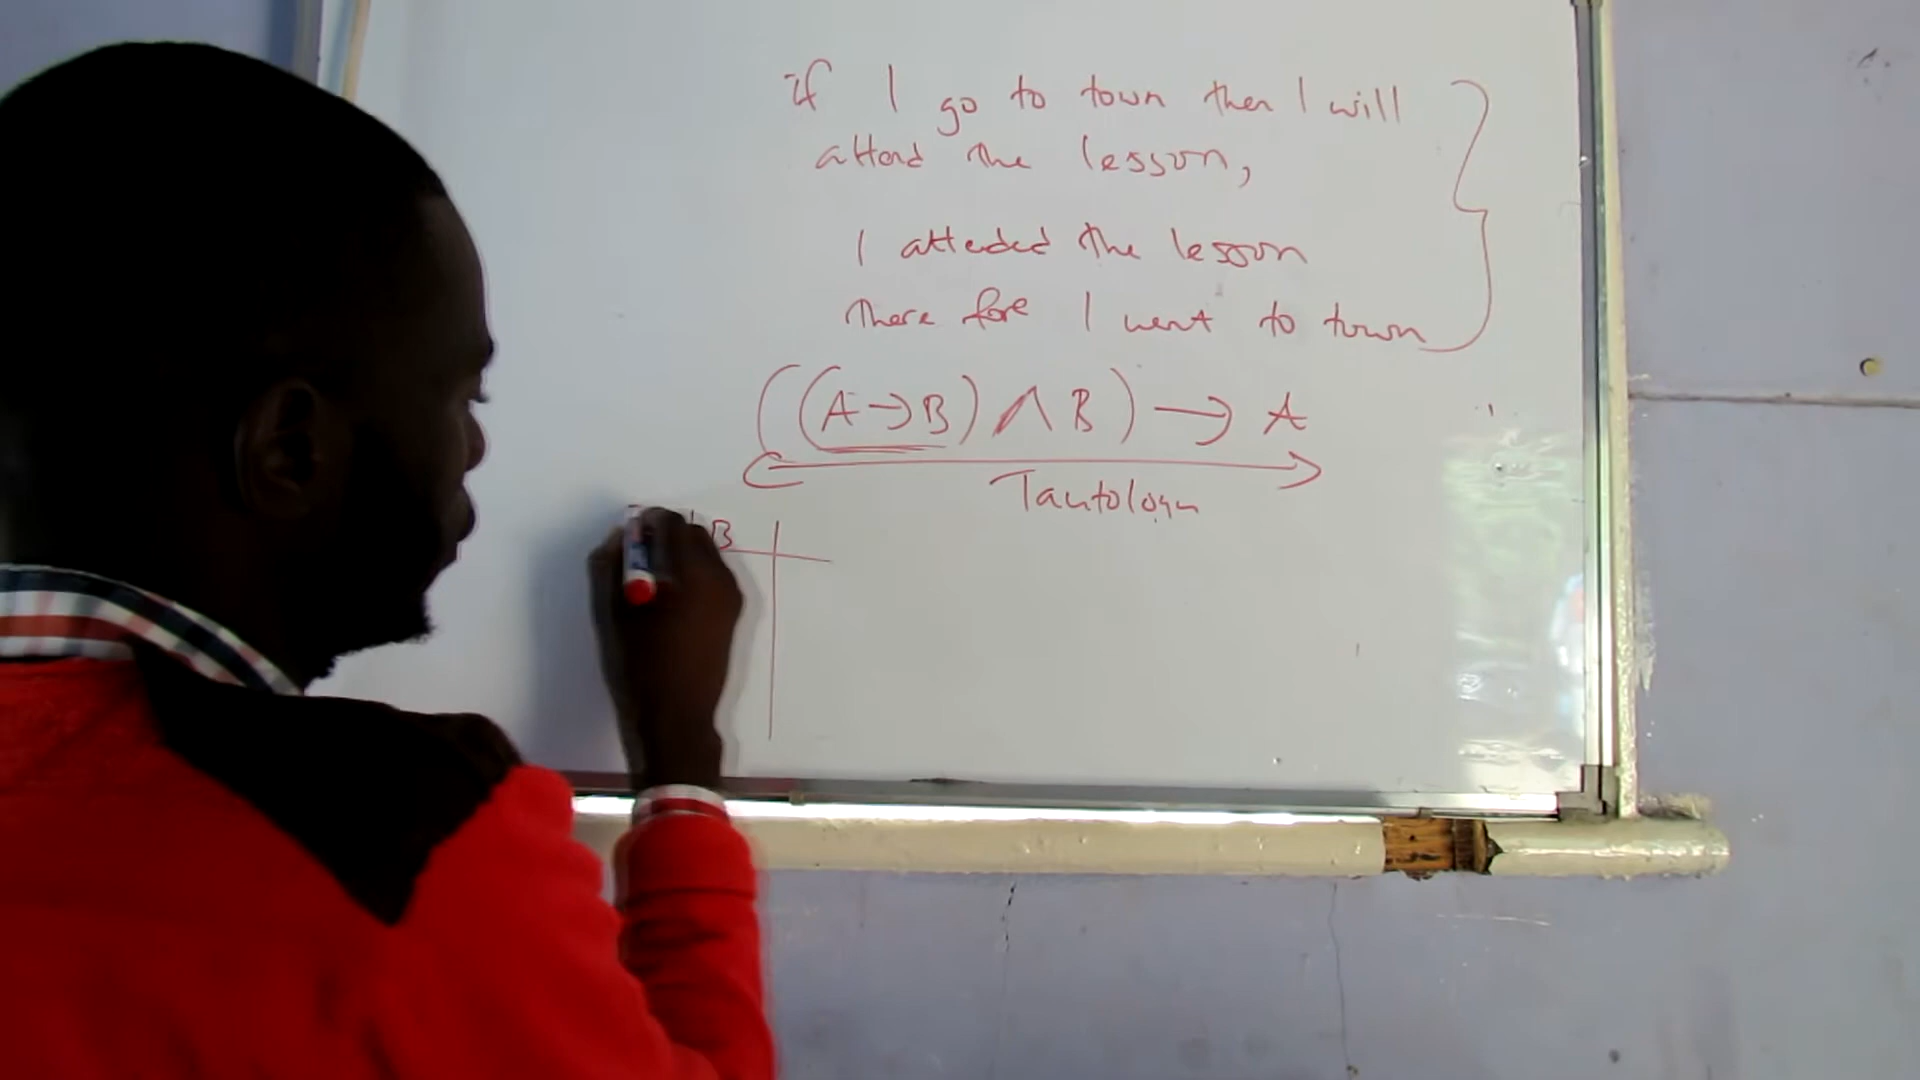 if I go to town then I will
attend the lesson,
I attended the lesson
There fore I went to town
((A→B) ∧ B) → A
Tautology
B